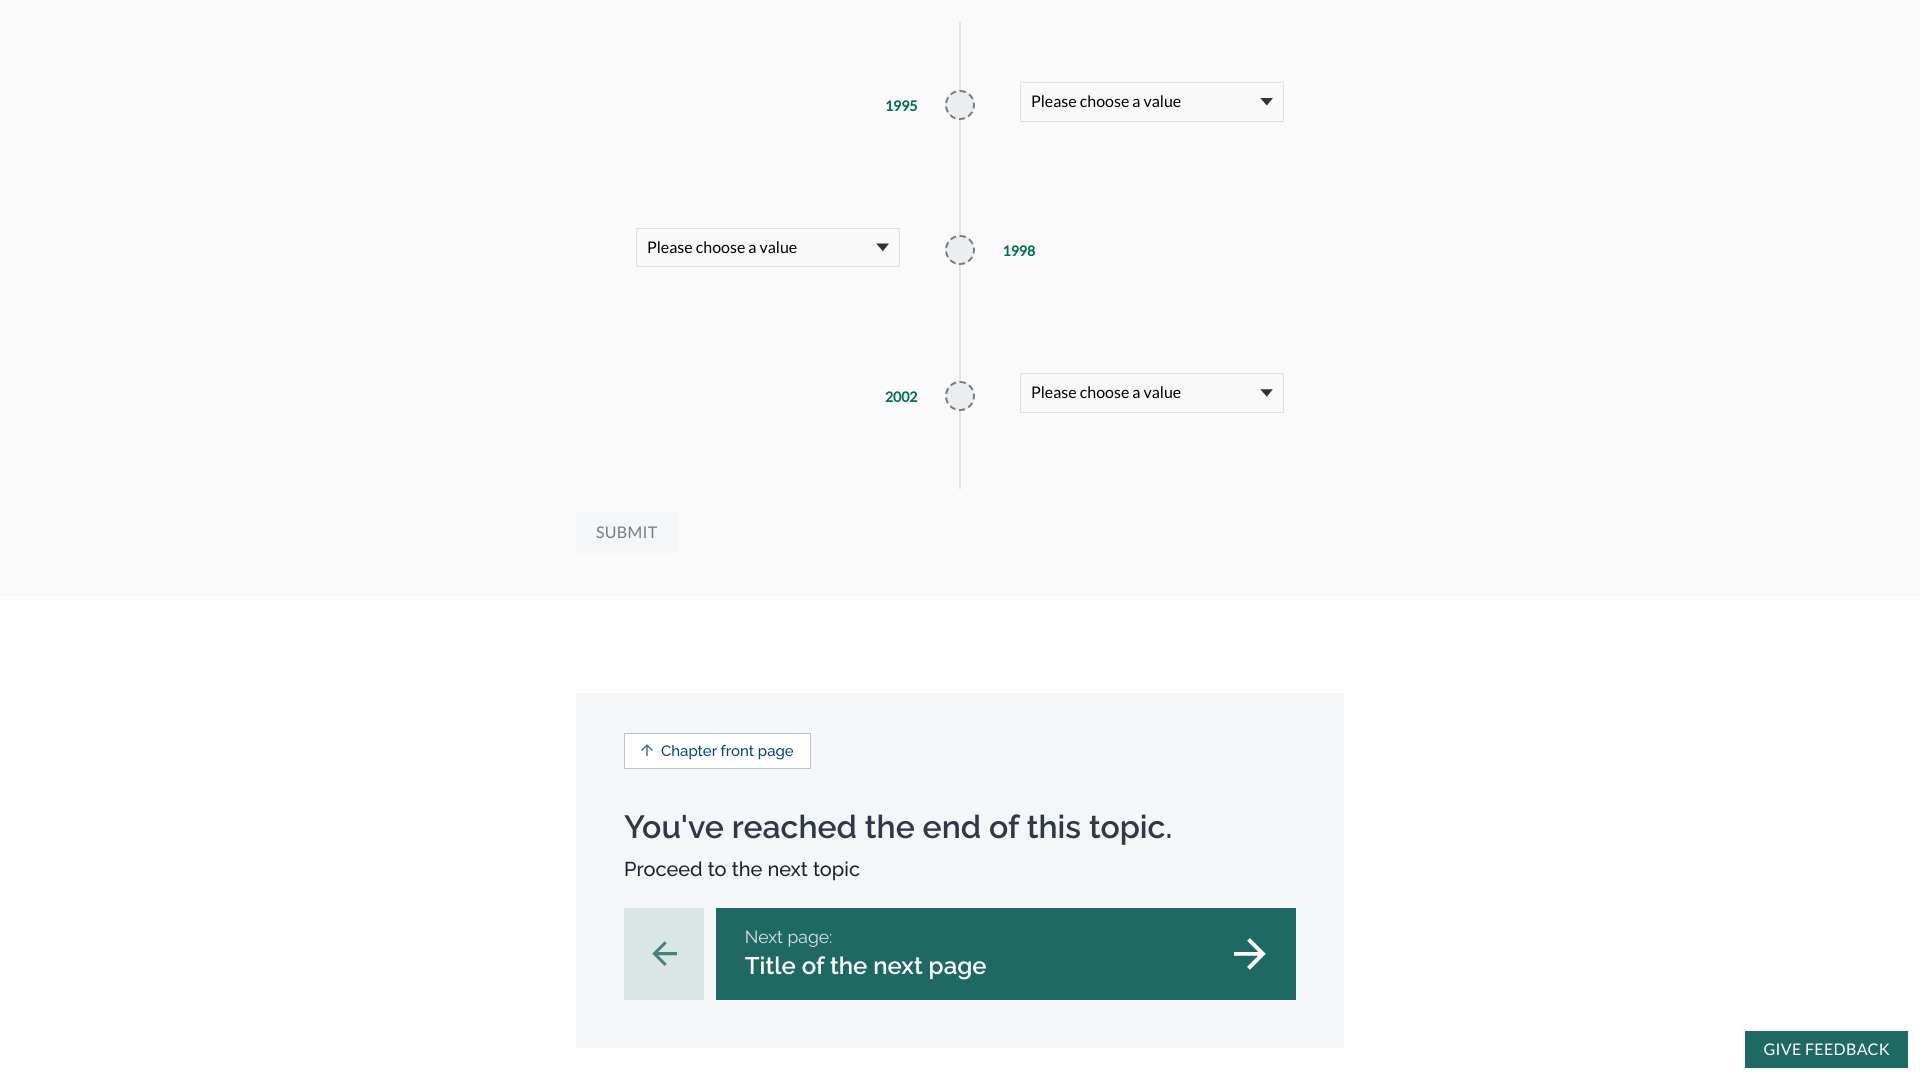 1995
Please choose a value
Please choose a value
1998
2002
Please choose a value
SUBMIT
Chapter front page
You've reached the end of this topic.
Proceed to the next topic
Next page:
Title of the next page
GIVE FEEDBACK